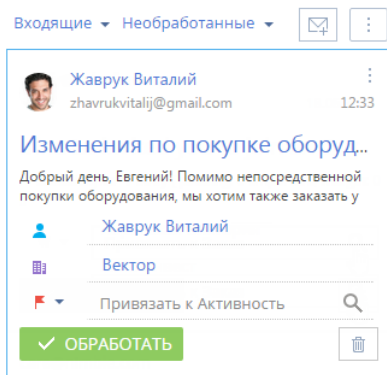 Входящие Необработанные
Жаврук Виталий
zhavrukvitalij@gmail.com 12:33
Изменения по покупке оборуд...
Добрый день, Евгений! Помимо непосредственной
покупки оборудования, мы хотим также заказать у
Жаврук Виталий
Вектор
Привязать к Активность
ОБРАБОТАТЬ